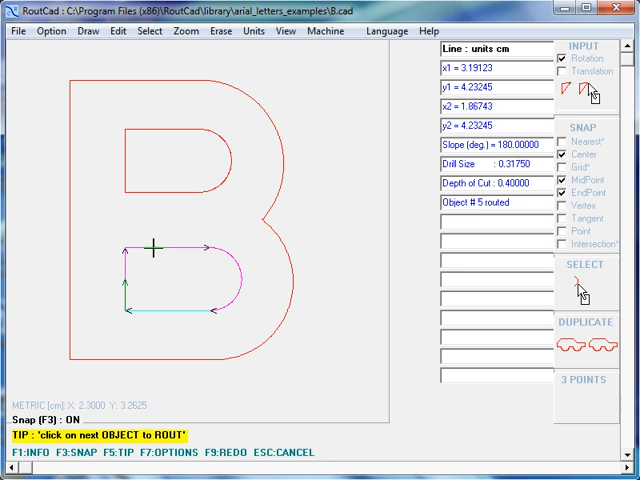 RoutCad : C:\Program Files (x86)\RoutCad\library\arial_letters_examples\B.cad
File Option Draw Edit Select Zoom Erase Units View Machine Language Help
Line : units cm
x1 = 3.19123
y1 = 4.23245
x2 = 1.86743
y2 = 4.23245
Slope (deg.) = 180.00000
Drill Size : 0.31750
Depth of Cut : 0.40000
Object # 5 routed
INPUT
Rotation
Translation
SNAP
Nearest*
Center
Grid*
MidPoint
EndPoint
Vertex
Tangent
Point
Intersection*
SELECT
DUPLICATE
3 POINTS
METRIC [cm]: X: 2.3000 Y: 3.2625
Snap (F3) : ON
TIP : 'click on next OBJECT to ROUT'
F1:INFO F3:SNAP F5:TIP F7:OPTIONS F9:REDO ESC:CANCEL